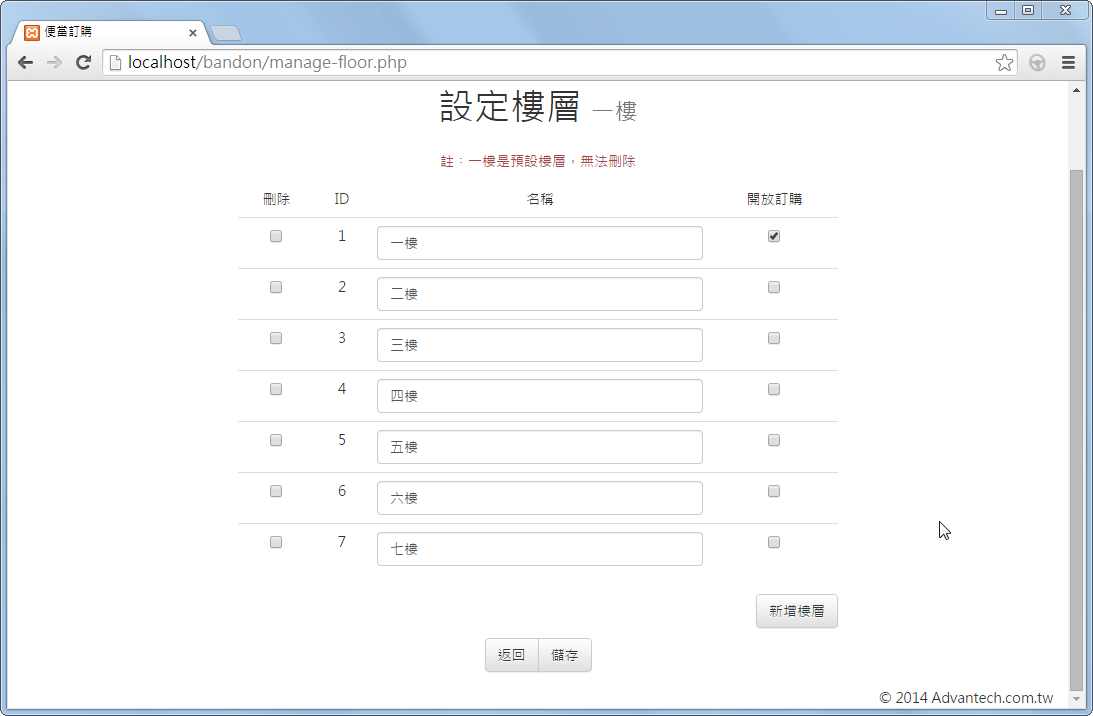 便當訂購
localhost/bandon/manage-floor.php
設定樓層 一樓
註：一樓是預設樓層，無法刪除
刪除 ID 名稱 開放訂購
1 一樓
2 二樓
3 三樓
4 四樓
5 五樓
6 六樓
7 七樓
新增樓層
返回 儲存
© 2014 Advantech.com.tw